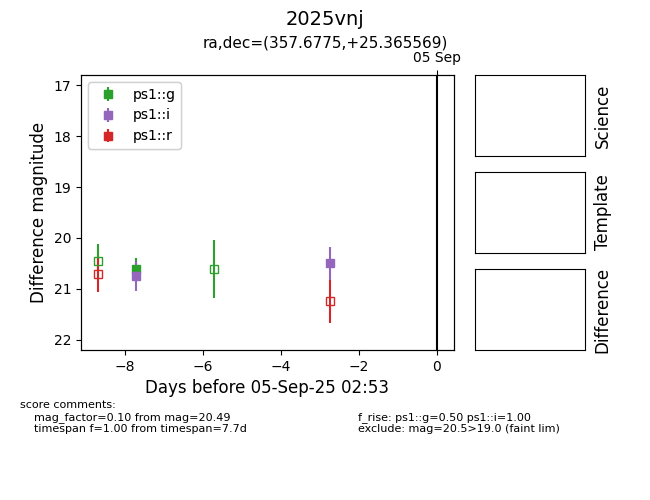 2025vnj
ra,dec=(357.6775,+25.365569)
05 Sep
17
18
19
20
21
22
Difference magnitude
ps1::g
ps1::i
ps1::r
−8
−6
−4
−2
0
Days before 05-Sep-25 02:53
Science
Template
Difference
score comments:
mag_factor=0.10 from mag=20.49
timespan f=1.00 from timespan=7.7d
f_rise: ps1::g=0.50 ps1::i=1.00
exclude: mag=20.5>19.0 (faint lim)